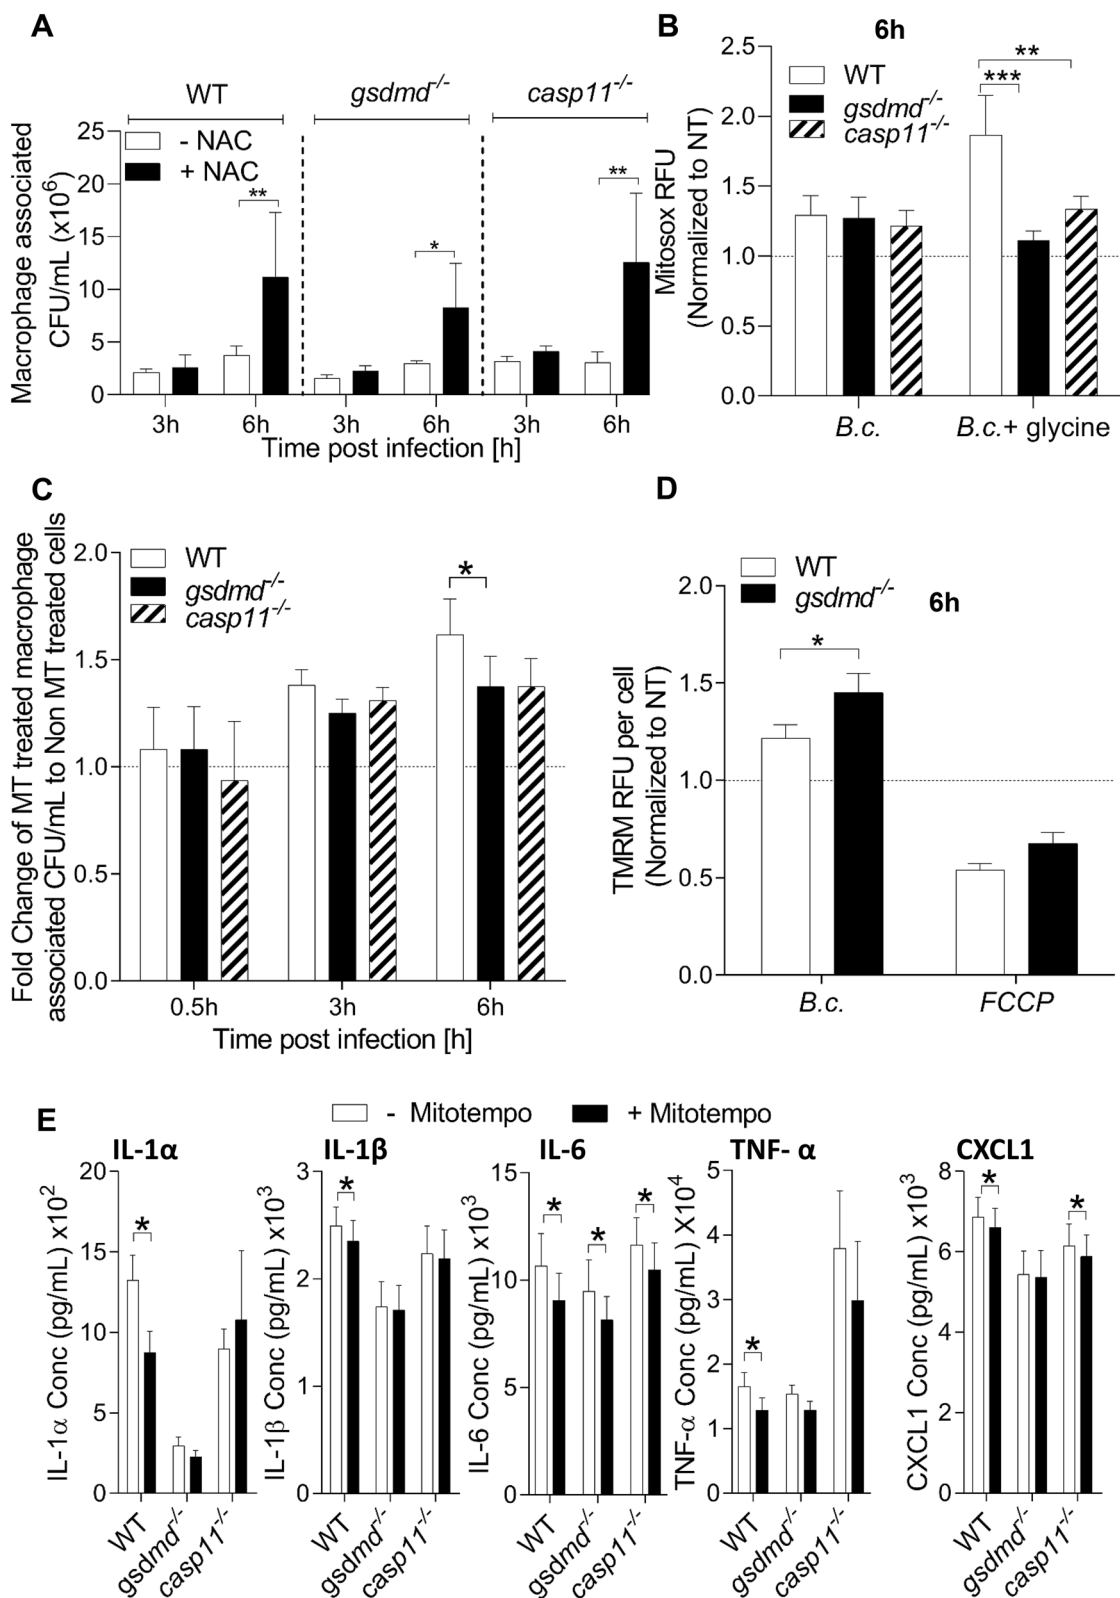 A
WT
gsdmd-/-
casp11-/-
- NAC
+ NAC
Macrophage associated
CFU/mL (x10⁶)
25
20
15
10
5
0
**
*
**
3h 6h 3h 6h 3h 6h
Time post infection [h]
B
6h
WT
gsdmd-/-
casp11-/-
**
***
Mitosox RFU
(Normalized to NT)
2.5
2.0
1.5
1.0
0.5
0.0
B.c. B.c.+ glycine
C
WT
gsdmd-/-
casp11-/-
*
Fold Change of MT treated macrophage
associated CFU/mL to Non MT treated cells
2.0
1.5
1.0
0.5
0.0
0.5h 3h 6h
Time post infection [h]
D
WT
gsdmd-/-
6h
*
TMRM RFU per cell
(Normalized to NT)
2.0
1.5
1.0
0.5
0.0
B.c. FCCP
E
- Mitotempo + Mitotempo
IL-1α
IL-1α Conc (pg/mL) x10²
20
15
10
5
0
*
WT gsdmd-/- casp11-/-
IL-1β
IL-1β Conc (pg/mL) x10³
3
2
1
0
*
WT gsdmd-/- casp11-/-
IL-6
IL-6 Conc (pg/mL) x10³
15
10
5
0
* * *
WT gsdmd-/- casp11-/-
TNF- α
TNF-α Conc (pg/mL) X10⁴
5
4
3
2
1
0
*
WT gsdmd-/- casp11-/-
CXCL1
CXCL1 Conc (pg/mL) x10³
8
6
4
2
0
* *
WT gsdmd-/- casp11-/-